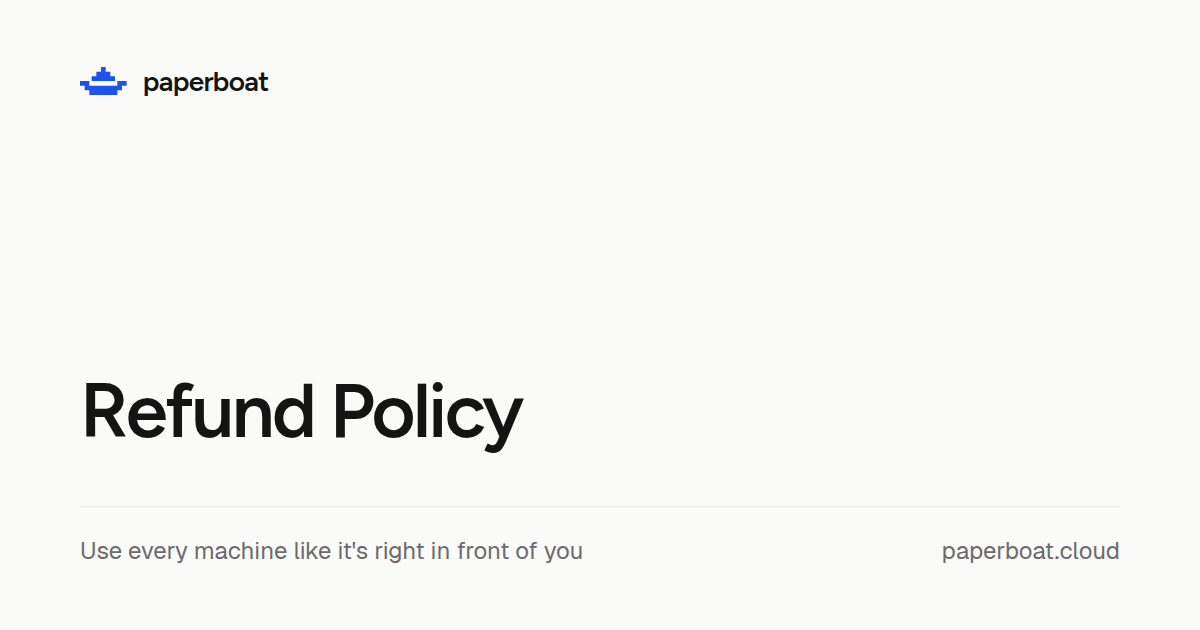 paperboat
Refund Policy
Use every machine like it's right in front of you
paperboat.cloud